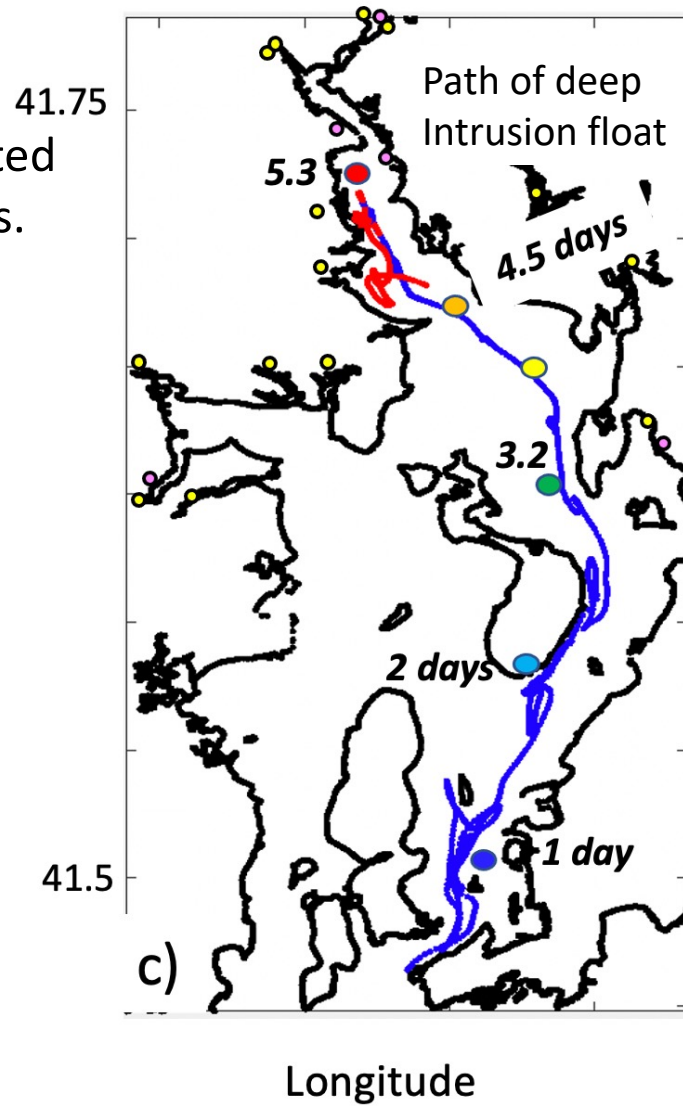 Path of deep
41.75
Intrusion float
ted
5.3
s.
4.5 days
3.2
2 days
1 day
41.5
c)
Longitude